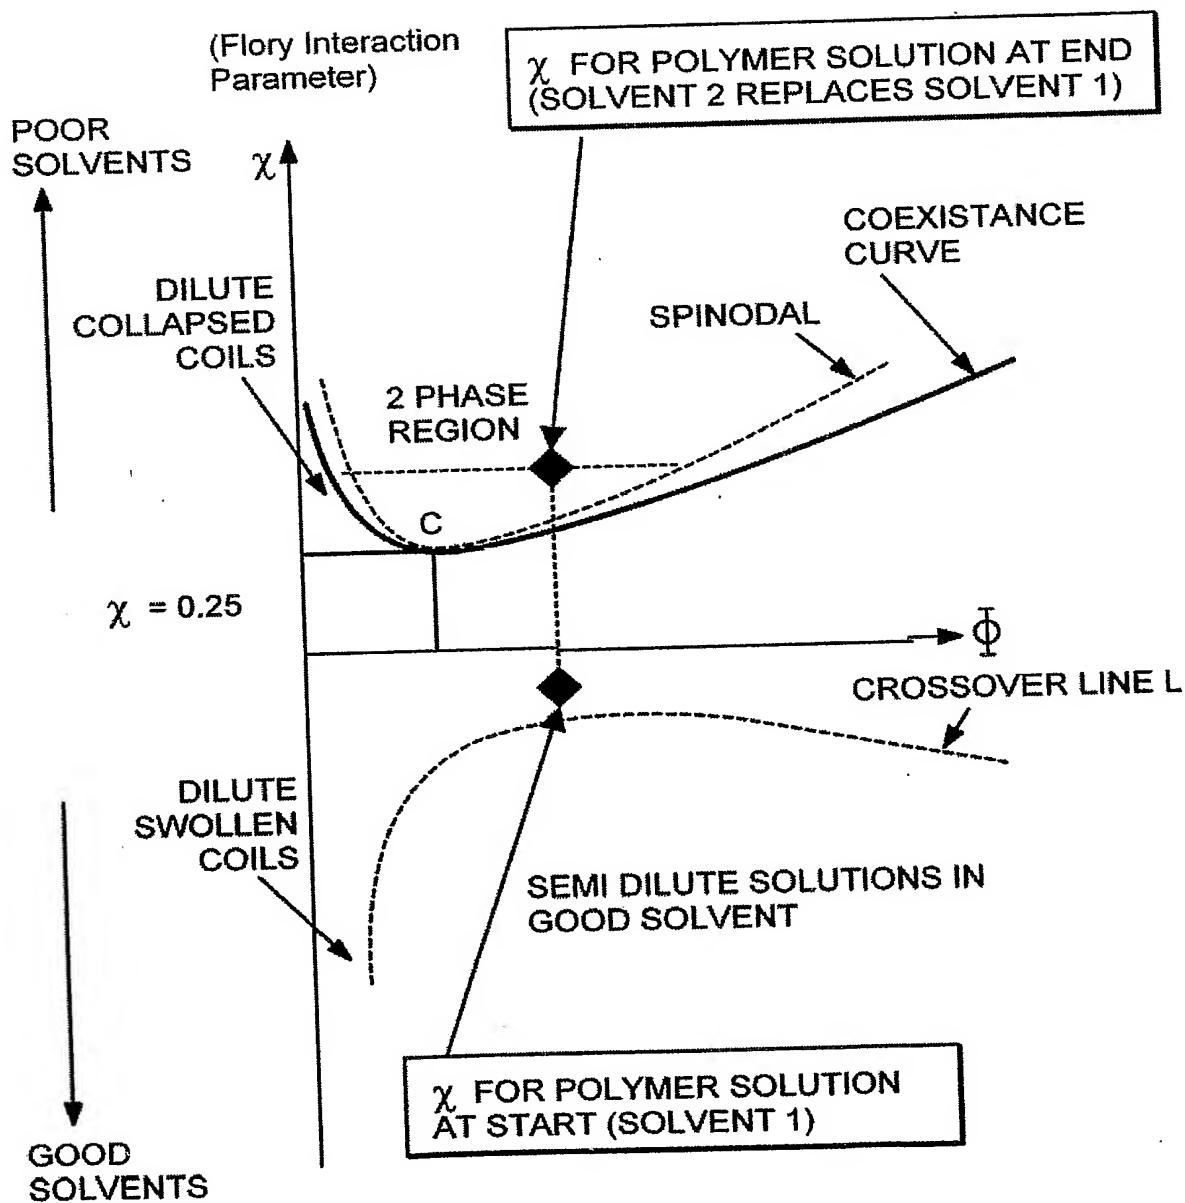 (Flory Interaction
Parameter)
χ FOR POLYMER SOLUTION AT END
(SOLVENT 2 REPLACES SOLVENT 1)
POOR
SOLVENTS
χ
COEXISTANCE
CURVE
DILUTE
COLLAPSED
COILS
SPINODAL
2 PHASE
REGION
C
χ = 0.25
Φ
CROSSOVER LINE L
DILUTE
SWOLLEN
COILS
SEMI DILUTE SOLUTIONS IN
GOOD SOLVENT
χ FOR POLYMER SOLUTION
AT START (SOLVENT 1)
GOOD
SOLVENTS